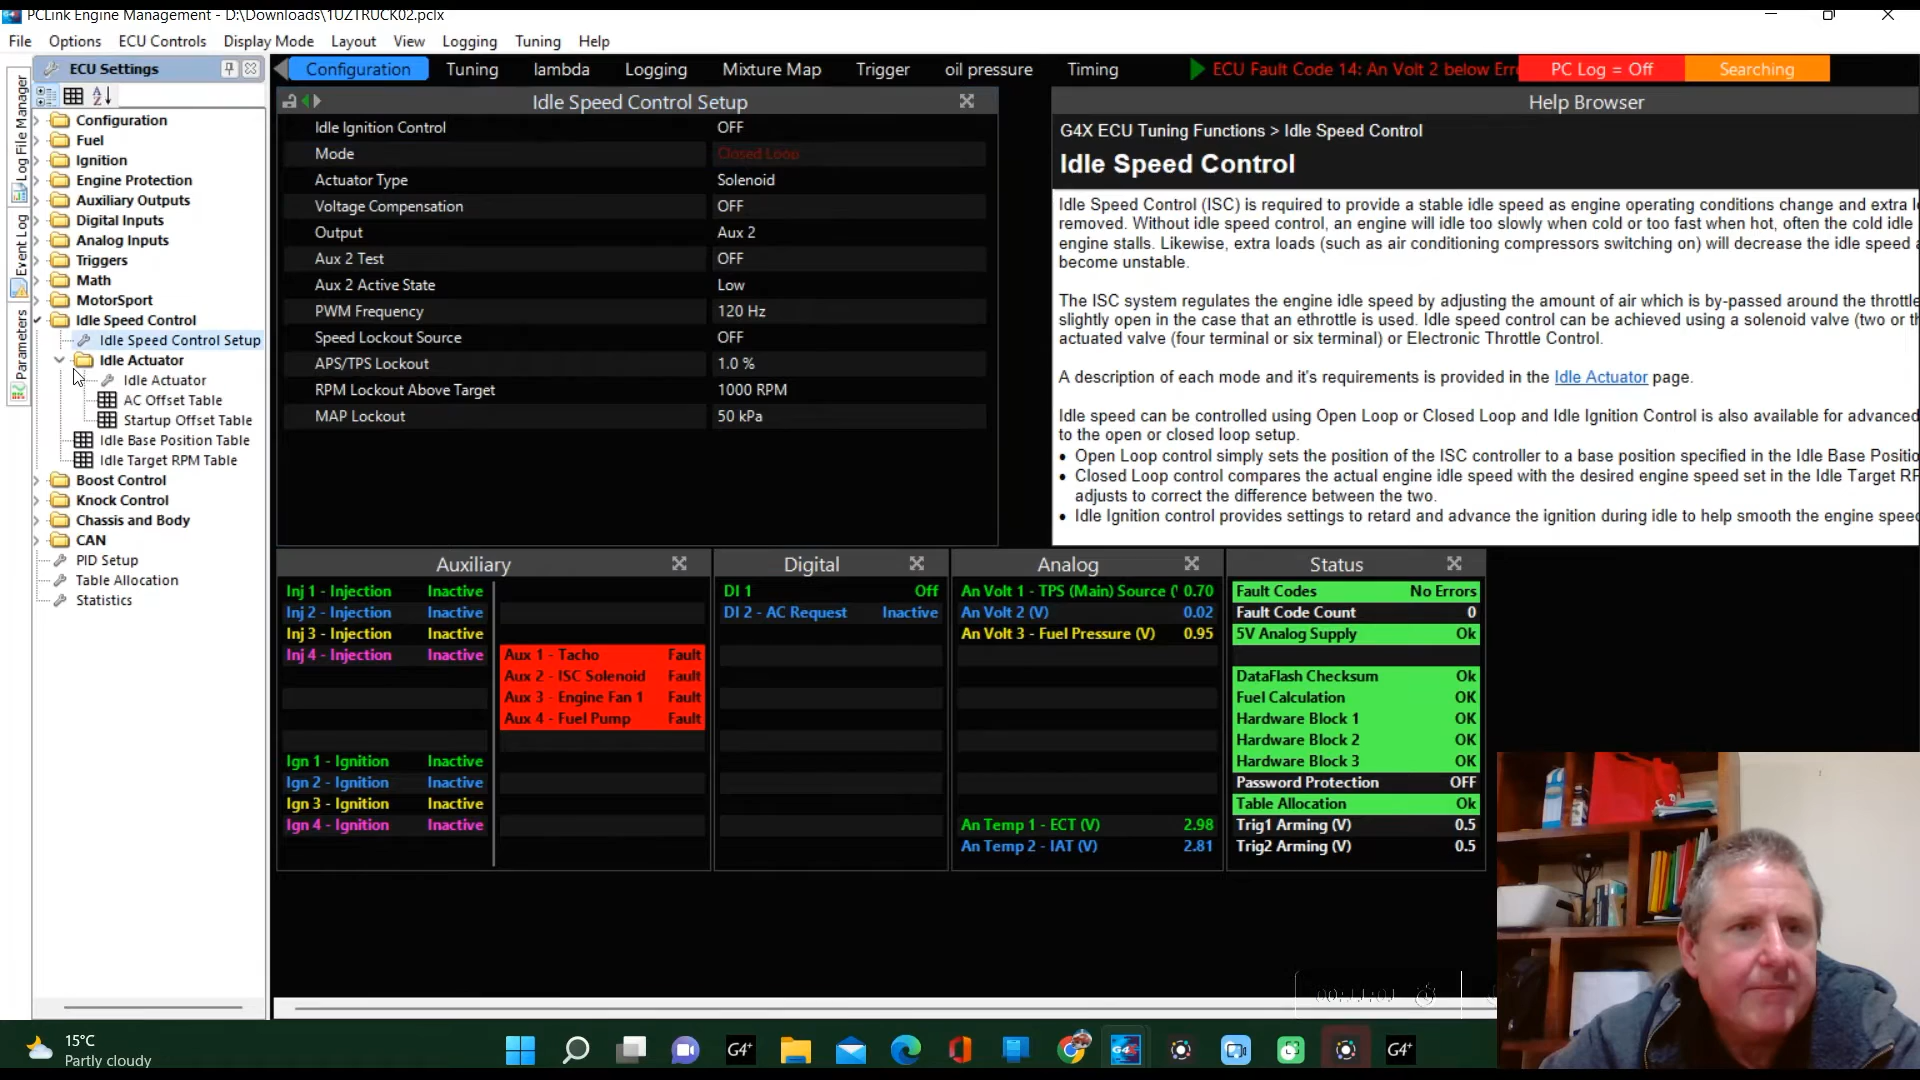 PCLink Engine Management - D:\Downloads\1UZTRUCK02.pclx
File Options ECU Controls Display Mode Layout View Logging Tuning Help
ECU Settings
Configuration Tuning lambda Logging Mixture Map Trigger oil pressure Timing
ECU Fault Code 14: An Volt 2 below Erro
PC Log = Off
Searching
Log File Manager
Event Log
Parameters
Configuration
Fuel
Ignition
Engine Protection
Auxiliary Outputs
Digital Inputs
Analog Inputs
Triggers
Math
MotorSport
Idle Speed Control
Idle Speed Control Setup
Idle Actuator
Idle Actuator
AC Offset Table
Startup Offset Table
Idle Base Position Table
Idle Target RPM Table
Boost Control
Knock Control
Chassis and Body
CAN
PID Setup
Table Allocation
Statistics
Idle Speed Control Setup
Idle Ignition Control OFF
Mode Closed Loop
Actuator Type Solenoid
Voltage Compensation OFF
Output Aux 2
Aux 2 Test OFF
Aux 2 Active State Low
PWM Frequency 120 Hz
Speed Lockout Source OFF
APS/TPS Lockout 1.0 %
RPM Lockout Above Target 1000 RPM
MAP Lockout 50 kPa
Help Browser
G4X ECU Tuning Functions > Idle Speed Control
Idle Speed Control
Idle Speed Control (ISC) is required to provide a stable idle speed as engine operating conditions change and extra l
removed. Without idle speed control, an engine will idle too slowly when cold or too fast when hot, often the cold idle
engine stalls. Likewise, extra loads (such as air conditioning compressors switching on) will decrease the idle speed a
become unstable.
The ISC system regulates the engine idle speed by adjusting the amount of air which is by-passed around the throttle
slightly open in the case that an ethrottle is used. Idle speed control can be achieved using a solenoid valve (two or th
actuated valve (four terminal or six terminal) or Electronic Throttle Control.
A description of each mode and it's requirements is provided in the Idle Actuator page.
Idle speed can be controlled using Open Loop or Closed Loop and Idle Ignition Control is also available for advanced
to the open or closed loop setup.
• Open Loop control simply sets the position of the ISC controller to a base position specified in the Idle Base Positio
• Closed Loop control compares the actual engine idle speed with the desired engine speed set in the Idle Target RP
adjusts to correct the difference between the two.
• Idle Ignition control provides settings to retard and advance the ignition during idle to help smooth the engine speed
Auxiliary
Inj 1 - Injection Inactive
Inj 2 - Injection Inactive
Inj 3 - Injection Inactive
Inj 4 - Injection Inactive
Ign 1 - Ignition Inactive
Ign 2 - Ignition Inactive
Ign 3 - Ignition Inactive
Ign 4 - Ignition Inactive
Aux 1 - Tacho Fault
Aux 2 - ISC Solenoid Fault
Aux 3 - Engine Fan 1 Fault
Aux 4 - Fuel Pump Fault
Digital
DI 1 Off
DI 2 - AC Request Inactive
Analog
An Volt 1 - TPS (Main) Source ( 0.70
An Volt 2 (V) 0.02
An Volt 3 - Fuel Pressure (V) 0.95
An Temp 1 - ECT (V) 2.98
An Temp 2 - IAT (V) 2.81
Status
Fault Codes No Errors
Fault Code Count 0
5V Analog Supply Ok
DataFlash Checksum Ok
Fuel Calculation OK
Hardware Block 1 OK
Hardware Block 2 OK
Hardware Block 3 OK
Password Protection OFF
Table Allocation Ok
Trig1 Arming (V) 0.5
Trig2 Arming (V) 0.5
15°C
Partly cloudy
G4+
G4X
G4+